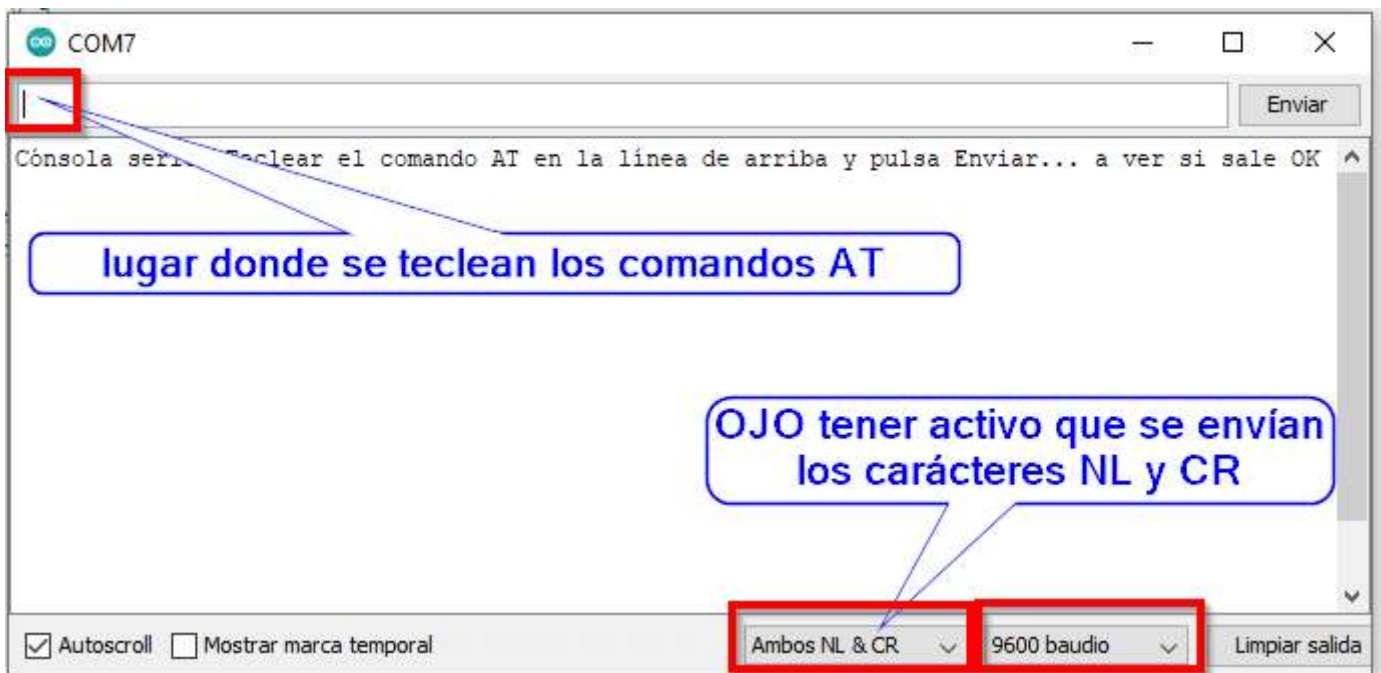 COM7
Enviar
Cónsola seri Teclear el comando AT en la línea de arriba y pulsa Enviar... a ver si sale OK
lugar donde se teclean los comandos AT
OJO tener activo que se envían
los carácteres NL y CR
Autoscroll Mostrar marca temporal Ambos NL & CR 9600 baudio Limpiar salida